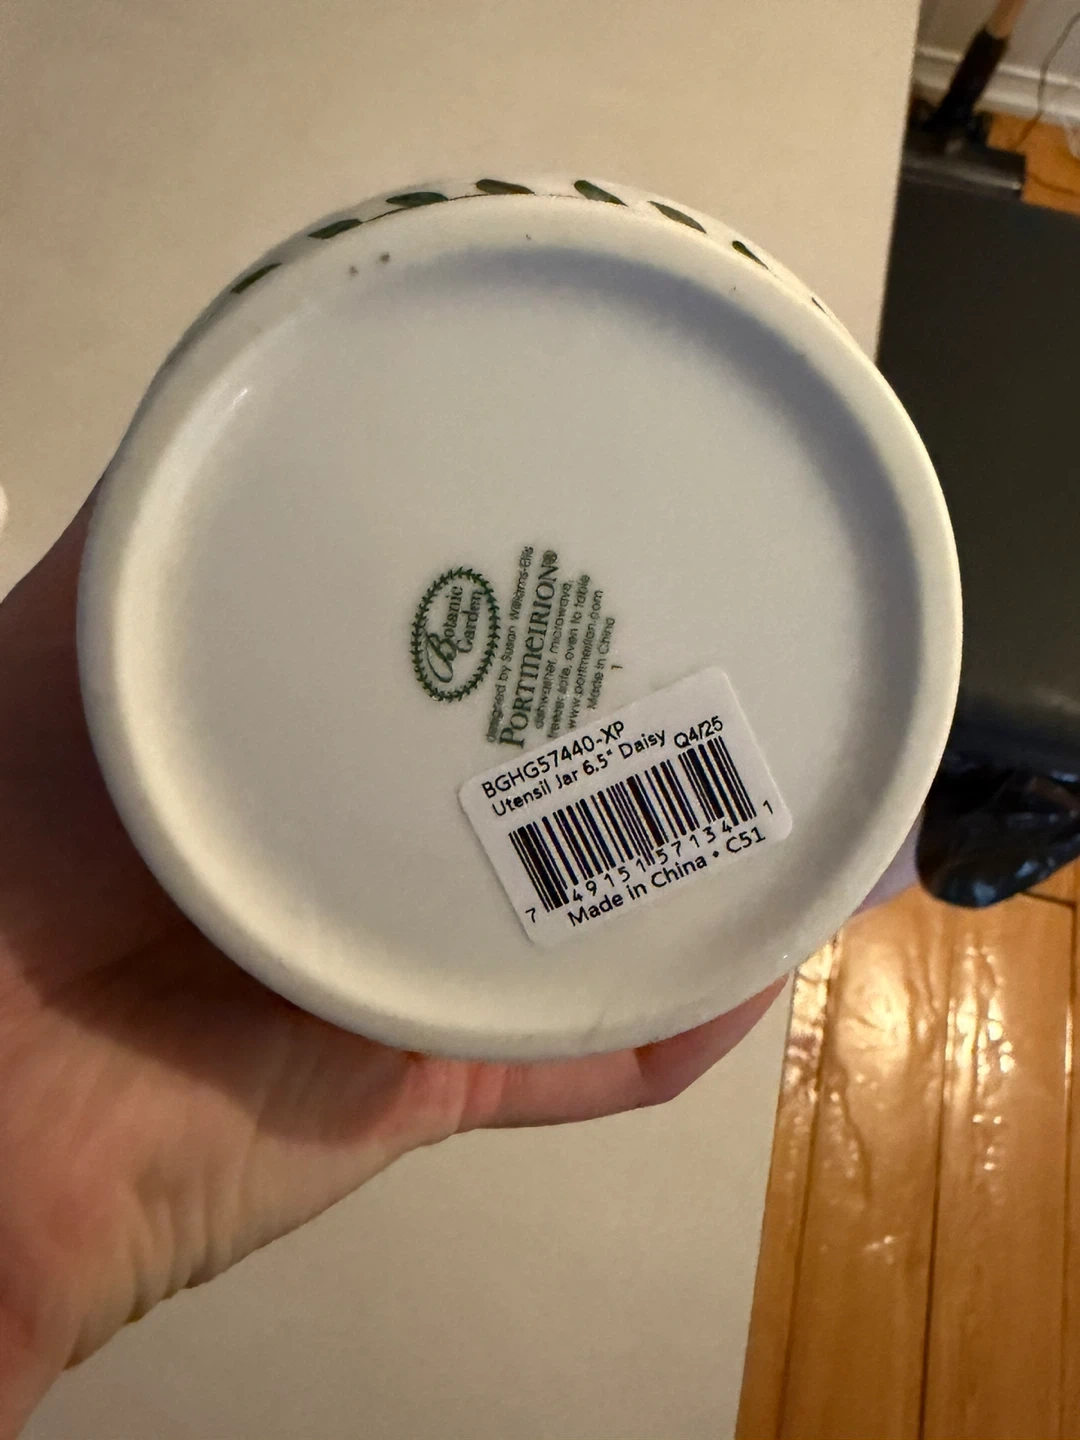 Botanic
Garden
designed by Susan Williams-Ellis
PORTMEIRION®
dishwasher, microwave,
freezer safe, oven to table
www.portmeirion.com
Made in China
1
BGHG57440-XP
Utensil Jar 6.5" Daisy Q4/25
7 49151 57134 1
Made in China • C51